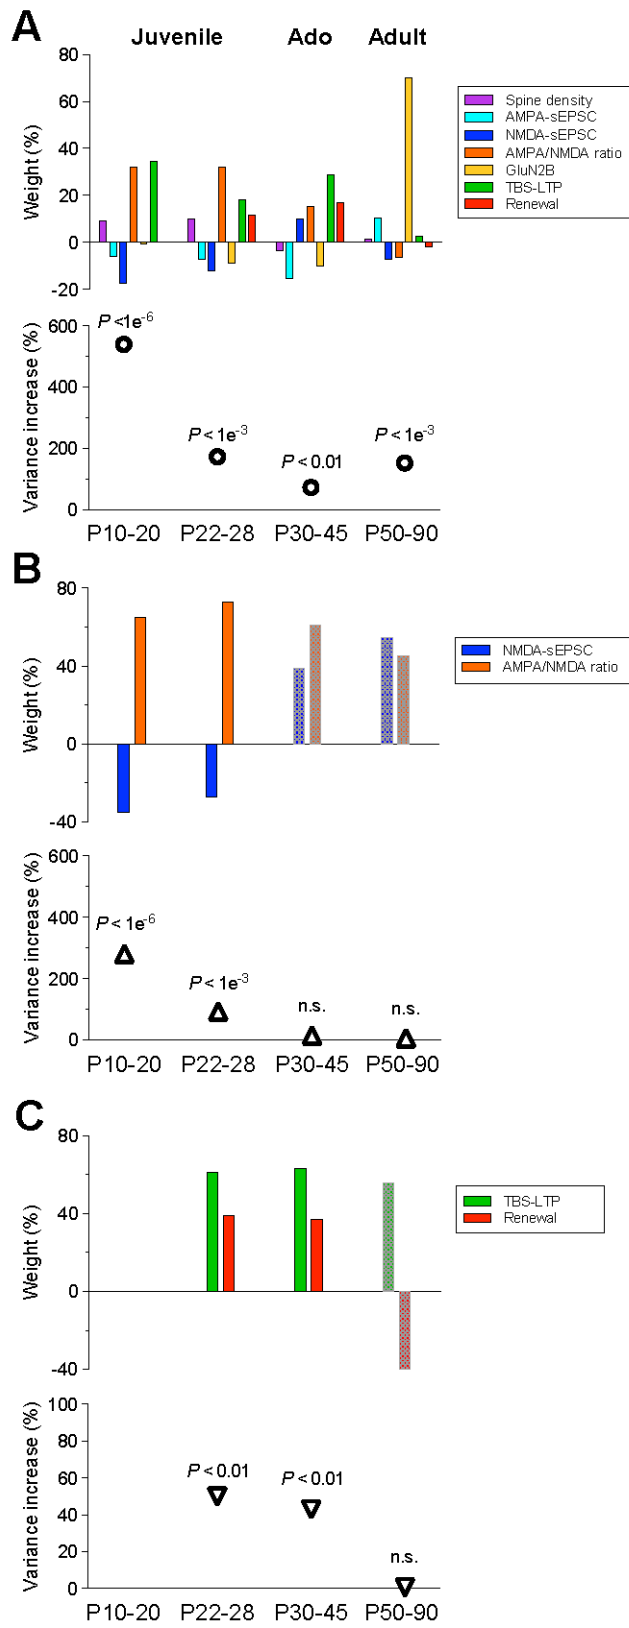 A
Juvenile Ado Adult
80
60
40
20
0
-20
Weight (%)
Spine density
AMPA-sEPSC
NMDA-sEPSC
AMPA/NMDA ratio
GluN2B
TBS-LTP
Renewal
600
400
200
0
Variance increase (%)
P <1e-6
P < 1e-3
P < 0.01
P < 1e-3
P10-20 P22-28 P30-45 P50-90
B
80
40
0
-40
Weight (%)
NMDA-sEPSC
AMPA/NMDA ratio
600
400
200
0
Variance increase (%)
P < 1e-6
P < 1e-3
n.s.
n.s.
P10-20 P22-28 P30-45 P50-90
C
80
40
0
-40
Weight (%)
TBS-LTP
Renewal
100
80
60
40
20
0
Variance increase (%)
P < 0.01
P < 0.01
n.s.
P10-20 P22-28 P30-45 P50-90